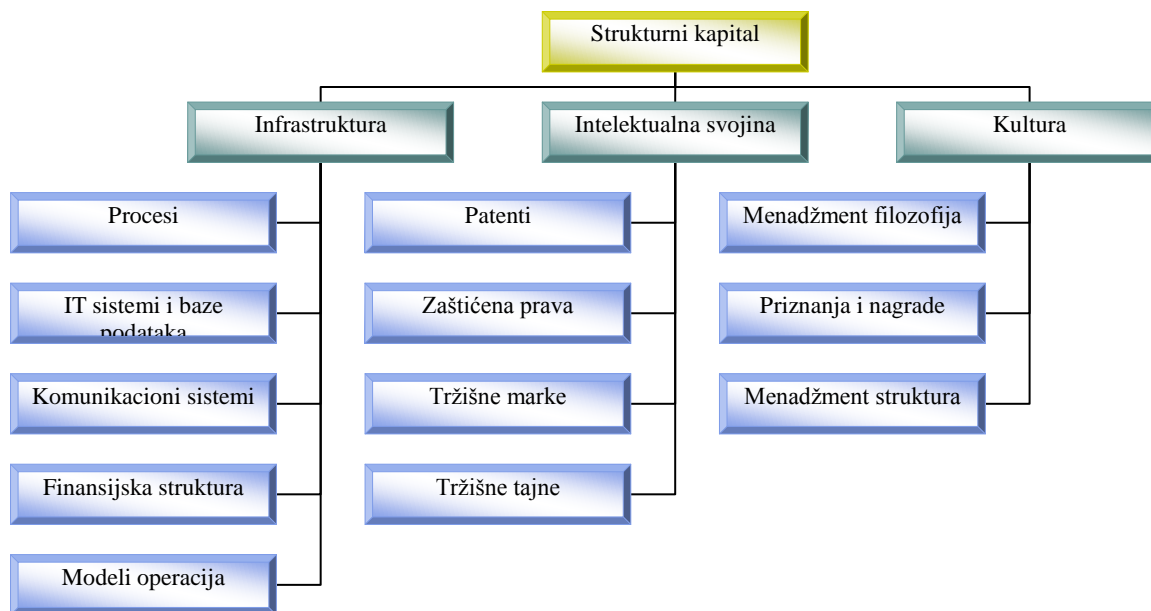 Strukturni kapital
Infrastruktura
Intelektualna svojina
Kultura
Procesi
Patenti
Menadžment filozofija
IT sistemi i baze
podataka
Zaštićena prava
Priznanja i nagrade
Komunikacioni sistemi
Tržišne marke
Menadžment struktura
Finansijska struktura
Tržišne tajne
Modeli operacija